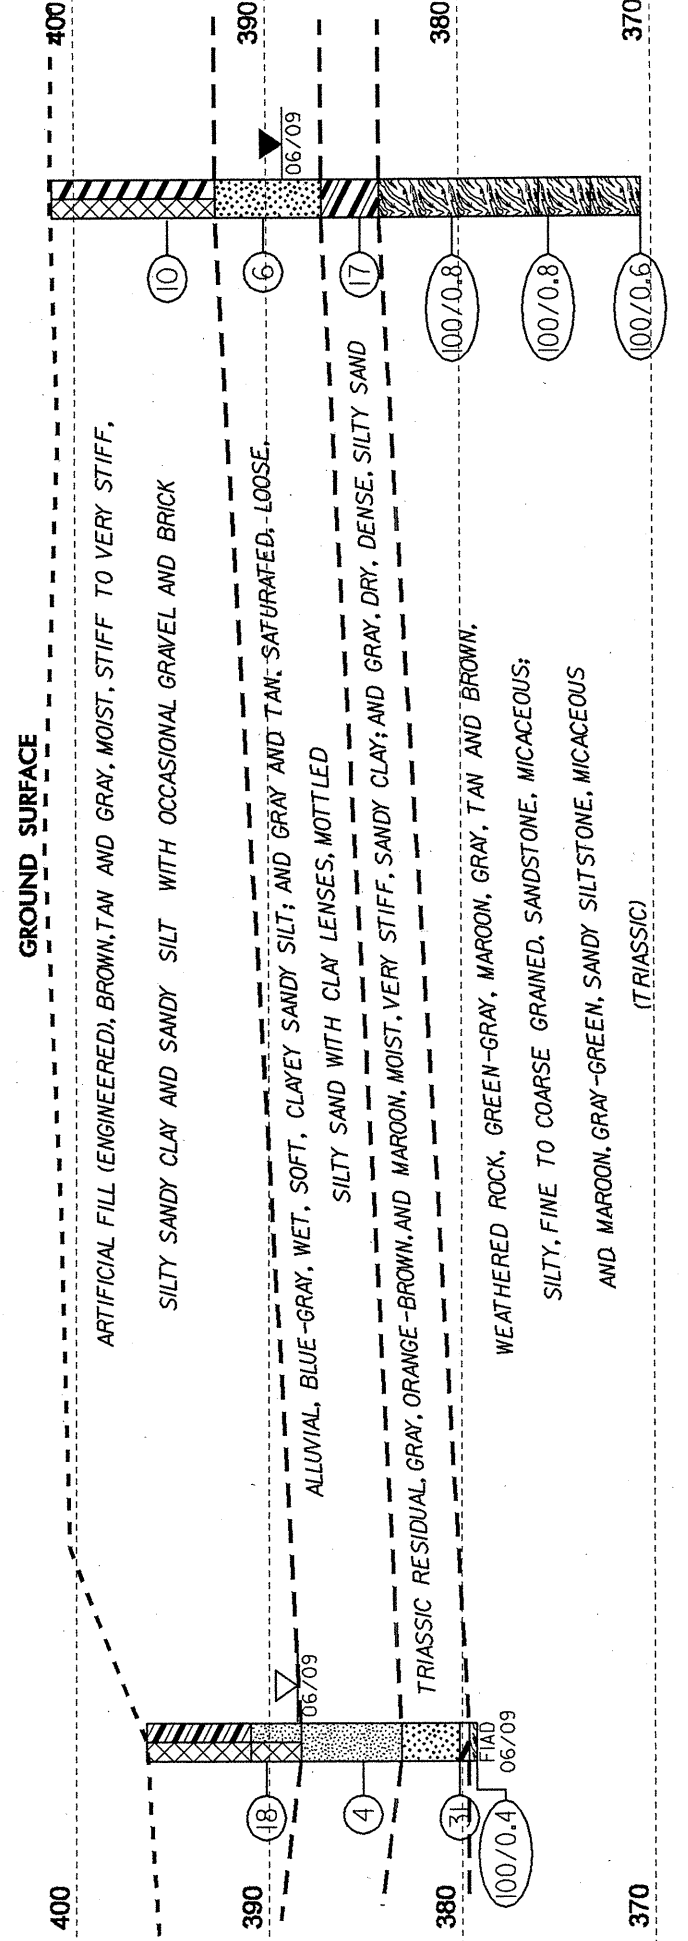 GROUND SURFACE
400
390
380
370
400
390
380
370
ARTIFICIAL FILL (ENGINEERED), BROWN, TAN AND GRAY, MOIST, STIFF TO VERY STIFF,
SILTY SANDY CLAY AND SANDY SILT WITH OCCASIONAL GRAVEL AND BRICK
ALLUVIAL, BLUE-GRAY, WET, SOFT, CLAYEY SANDY SILT; AND GRAY AND TAN, SATURATED, LOOSE,
SILTY SAND WITH CLAY LENSES, MOTTLED
TRIASSIC RESIDUAL, GRAY, ORANGE-BROWN, AND MAROON, MOIST, VERY STIFF, SANDY CLAY; AND GRAY, DRY, DENSE, SILTY SAND
WEATHERED ROCK, GREEN-GRAY, MAROON, GRAY, TAN AND BROWN,
SILTY, FINE TO COARSE GRAINED, SANDSTONE, MICACEOUS;
AND MAROON, GRAY-GREEN, SANDY SILTSTONE, MICACEOUS
(TRIASSIC)
18
4
31
100/0.4
06/09
FIAD
06/09
10
6
17
100/0.8
100/0.8
100/0.6
06/09